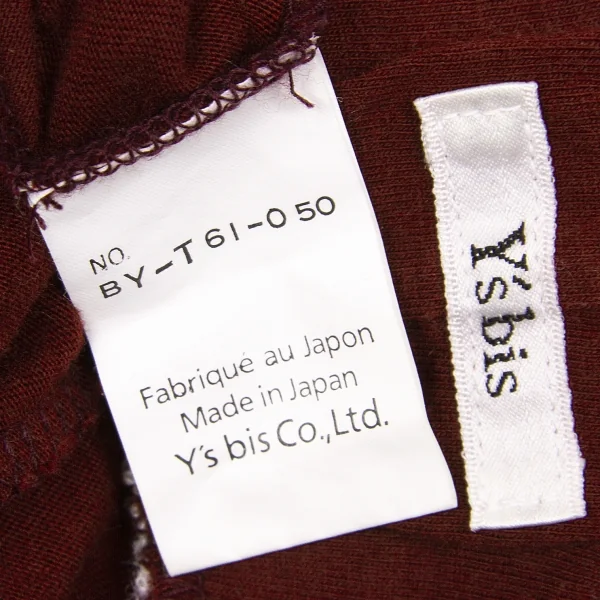 NO.
BY-T61-050
Fabriqué au Japon
Made in Japan
Y's bis Co.,Ltd.
Y's bis